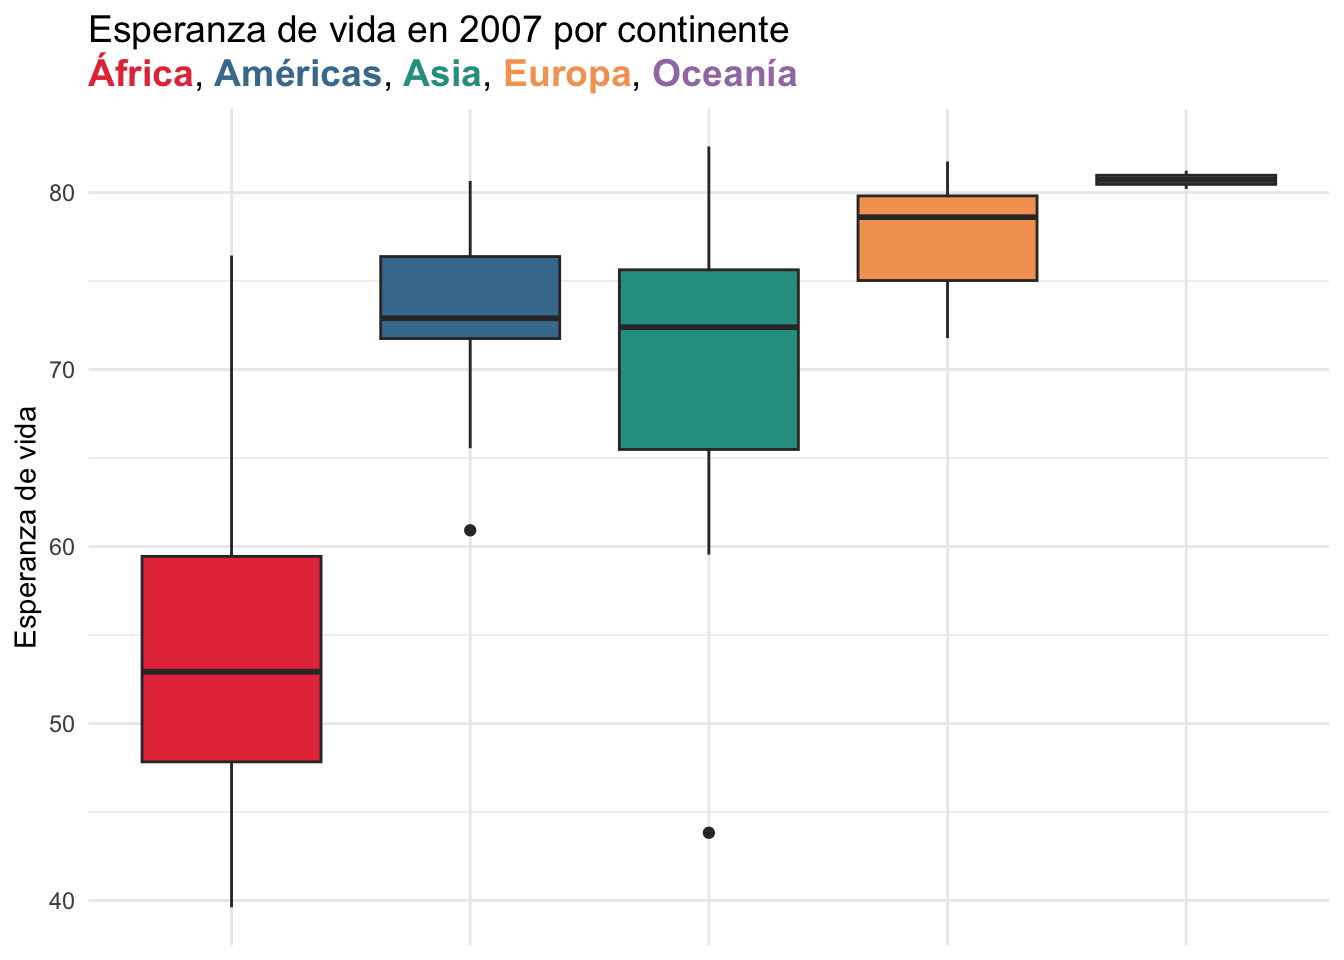 Esperanza de vida en 2007 por continente
África, Américas, Asia, Europa, Oceanía
Esperanza de vida
80
70
60
50
40